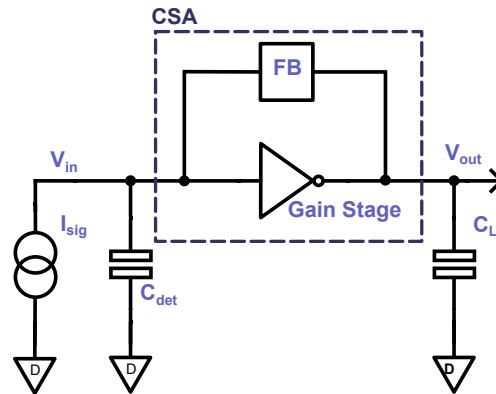 CSA
FB
V_in
V_out
Gain Stage
I_sig
C_L
C_det
D
D
D